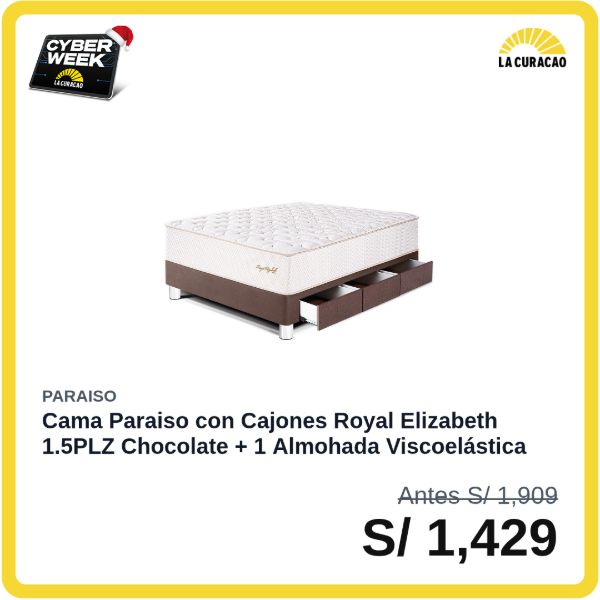 CYBER
WEEK
LA CURACAO
LA CURACAO
PARAISO
Cama Paraiso con Cajones Royal Elizabeth
1.5PLZ Chocolate + 1 Almohada Viscoelástica
Antes S/ 1,909
S/ 1,429